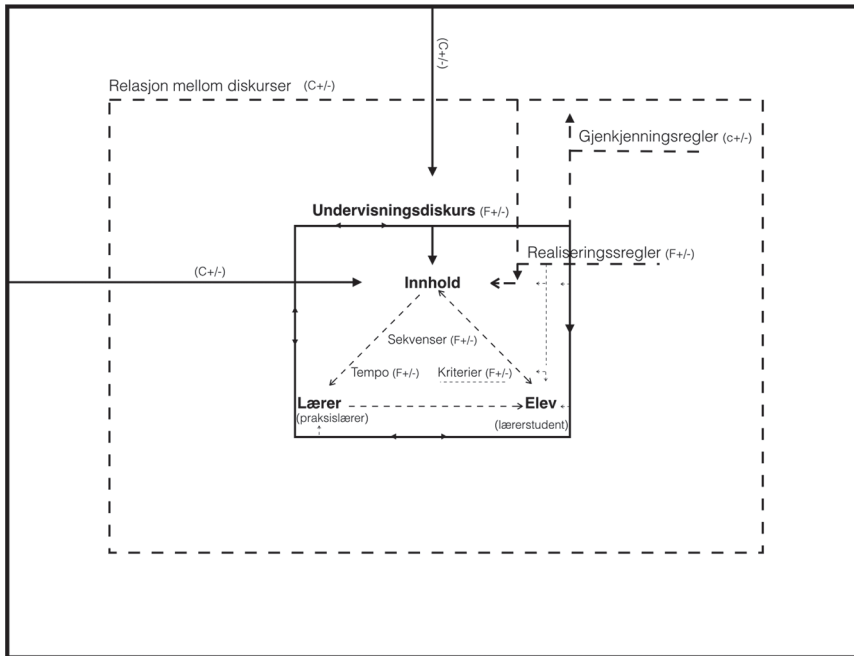 (C+/-)
Relasjon mellom diskurser (C+/-)
Gjenkjenningsregler (c+/-)
Undervisningsdiskurs (F+/-)
Realiseringssregler (F+/-)
(C+/-)
Innhold
Sekvenser (F+/-)
Tempo (F+/-)
Kriterier (F+/-)
Lærer
Elev
(praksislærer)
(lærerstudent)